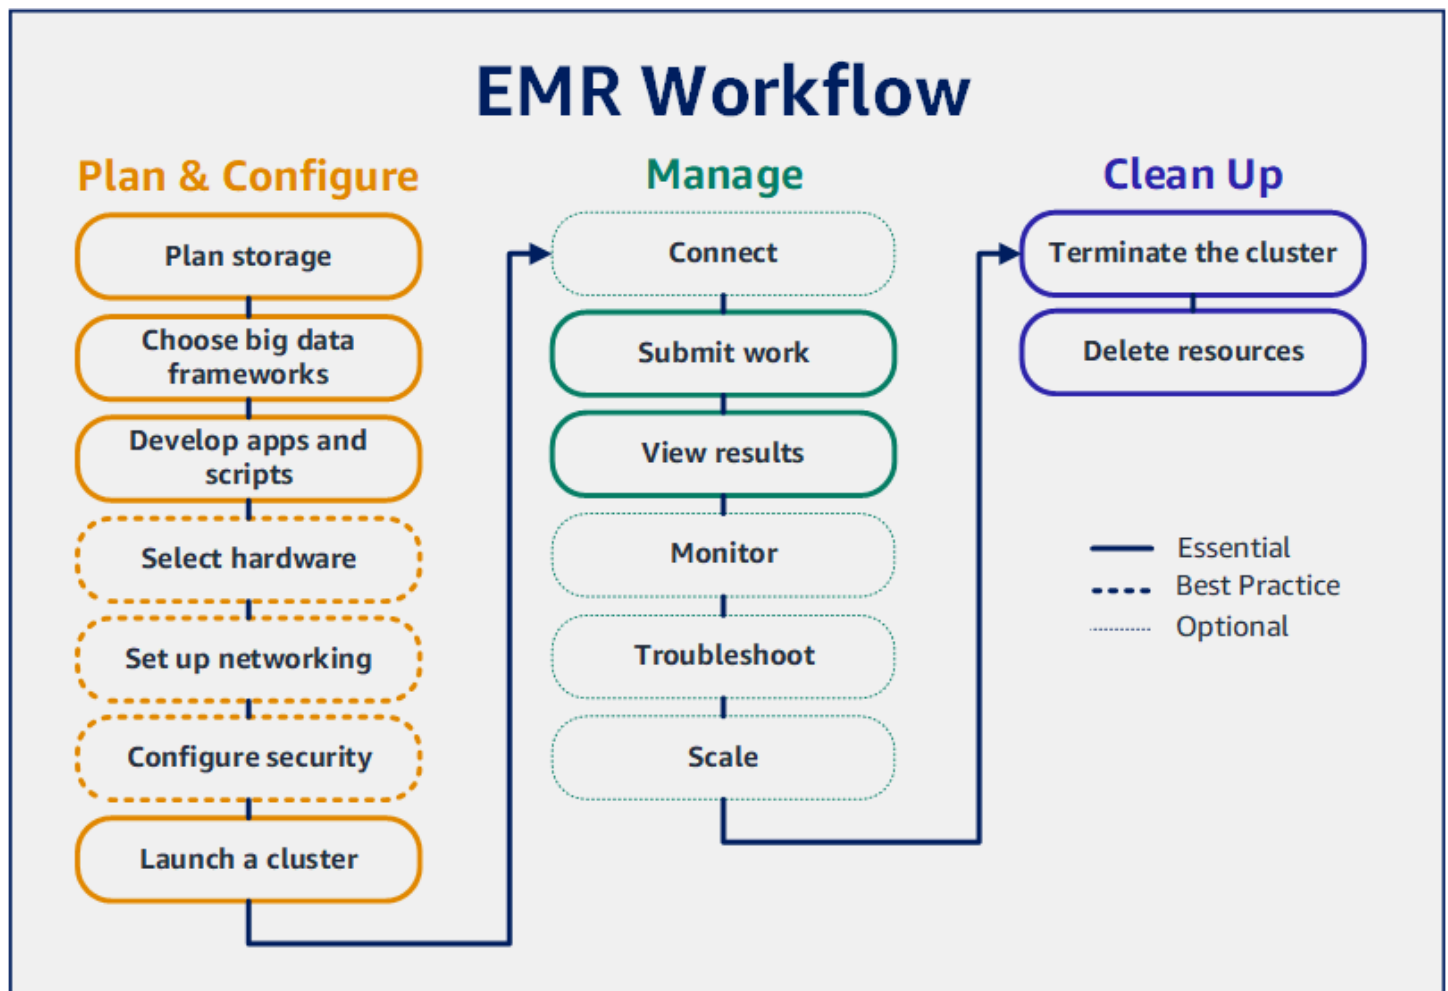 EMR Workflow
Plan & Configure
Plan storage
Choose big data
frameworks
Develop apps and
scripts
Select hardware
Set up networking
Configure security
Launch a cluster
Manage
Connect
Submit work
View results
Monitor
Troubleshoot
Scale
Clean Up
Terminate the cluster
Delete resources
Essential
Best Practice
Optional